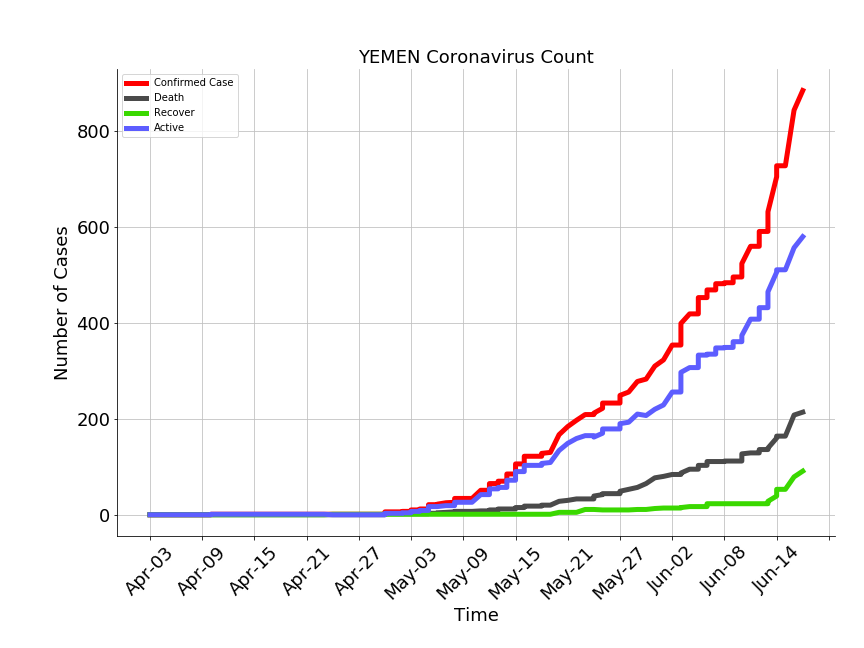 YEMEN Coronavirus Count
Confirmed Case
Death
Recover
Active
Number of Cases
800
600
400
200
0
Apr-03
Apr-09
Apr-15
Apr-21
Apr-27
May-03
May-09
May-15
May-21
May-27
Jun-02
Jun-08
Jun-14
Time